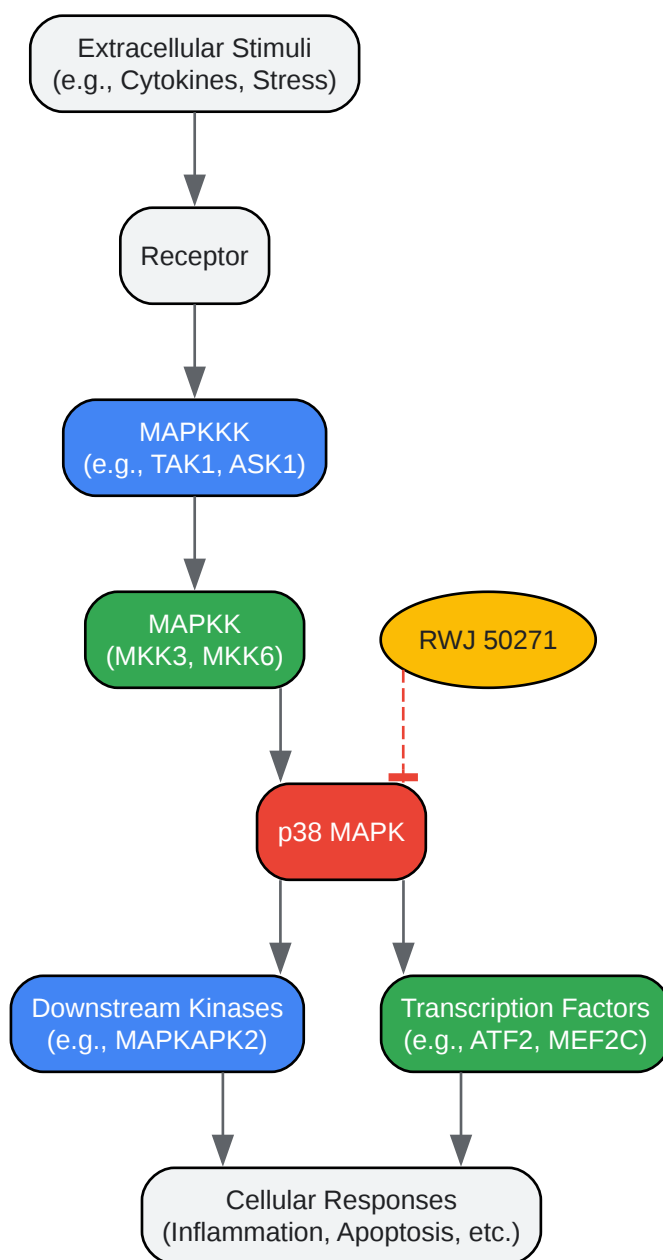 Extracellular Stimuli
(e.g., Cytokines, Stress)
Receptor
MAPKKK
(e.g., TAK1, ASK1)
MAPKK
(MKK3, MKK6)
RWJ 50271
p38 MAPK
Downstream Kinases
(e.g., MAPKAPK2)
Transcription Factors
(e.g., ATF2, MEF2C)
Cellular Responses
(Inflammation, Apoptosis, etc.)